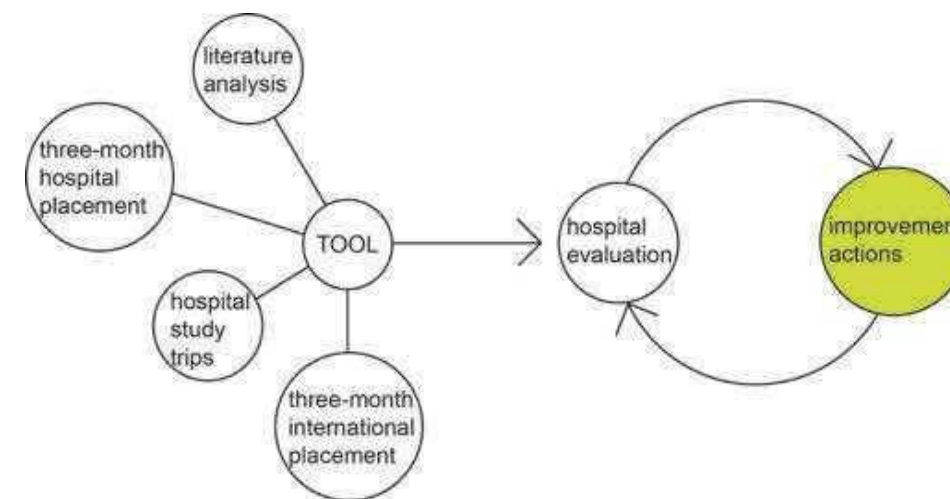 literature
analysis
three-month
hospital
placement
TOOL
hospital
study
trips
three-month
international
placement
hospital
evaluation
improvemen
actions